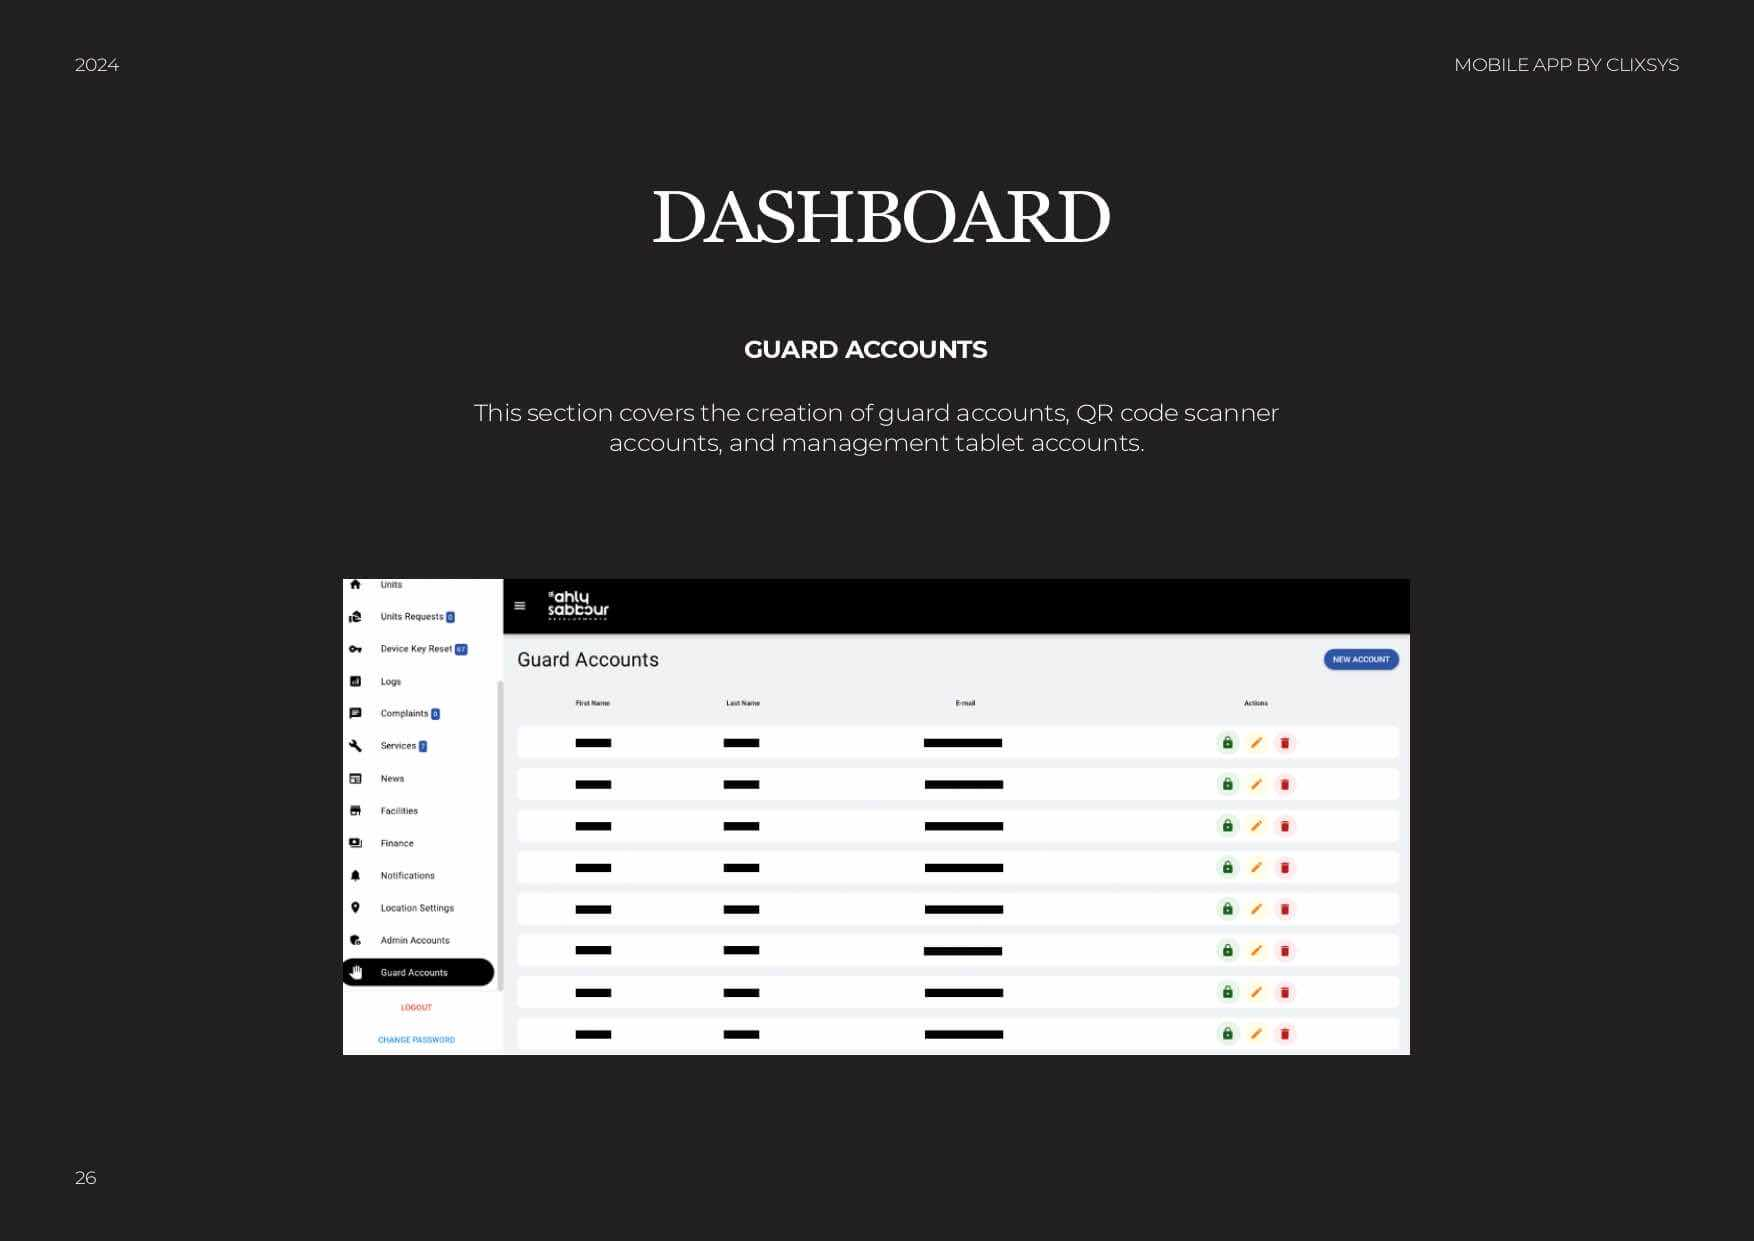 2024
MOBILE APP BY CLIXSYS
DASHBOARD
GUARD ACCOUNTS
This section covers the creation of guard accounts, QR code scanner
accounts, and management tablet accounts.
Units
Units Requests 0
Device Key Reset 67
Logs
Complaints 0
Services 7
News
Facilities
Finance
Notifications
Location Settings
Admin Accounts
Guard Accounts
LOGOUT
CHANGE PASSWORD
el ahly
sabbour
DEVELOPMENTS
Guard Accounts
NEW ACCOUNT
First Name Last Name E-mail Actions
26